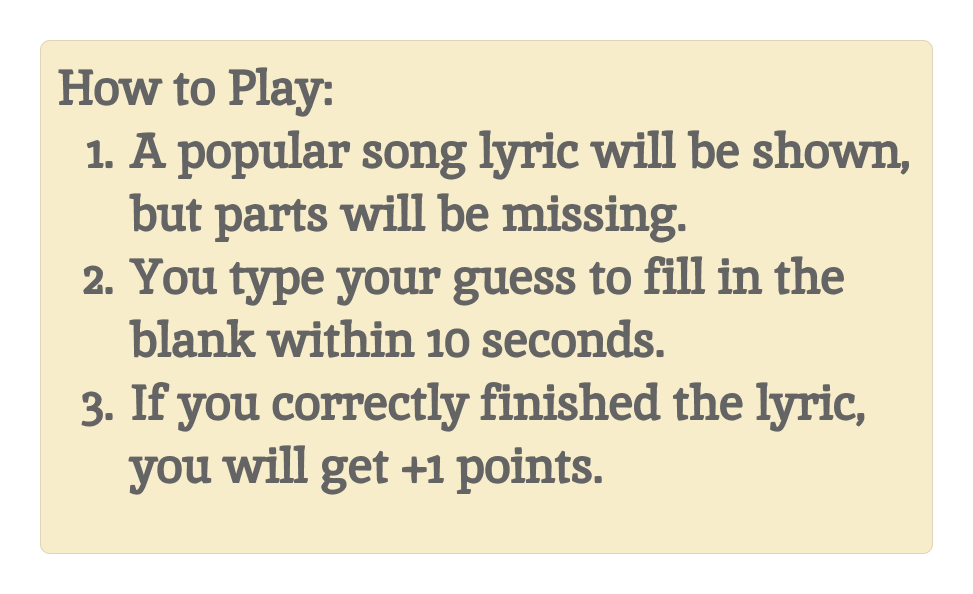 How to Play:
1. A popular song lyric will be shown,
but parts will be missing.
2. You type your guess to fill in the
blank within 10 seconds.
3. If you correctly finished the lyric,
you will get +1 points.